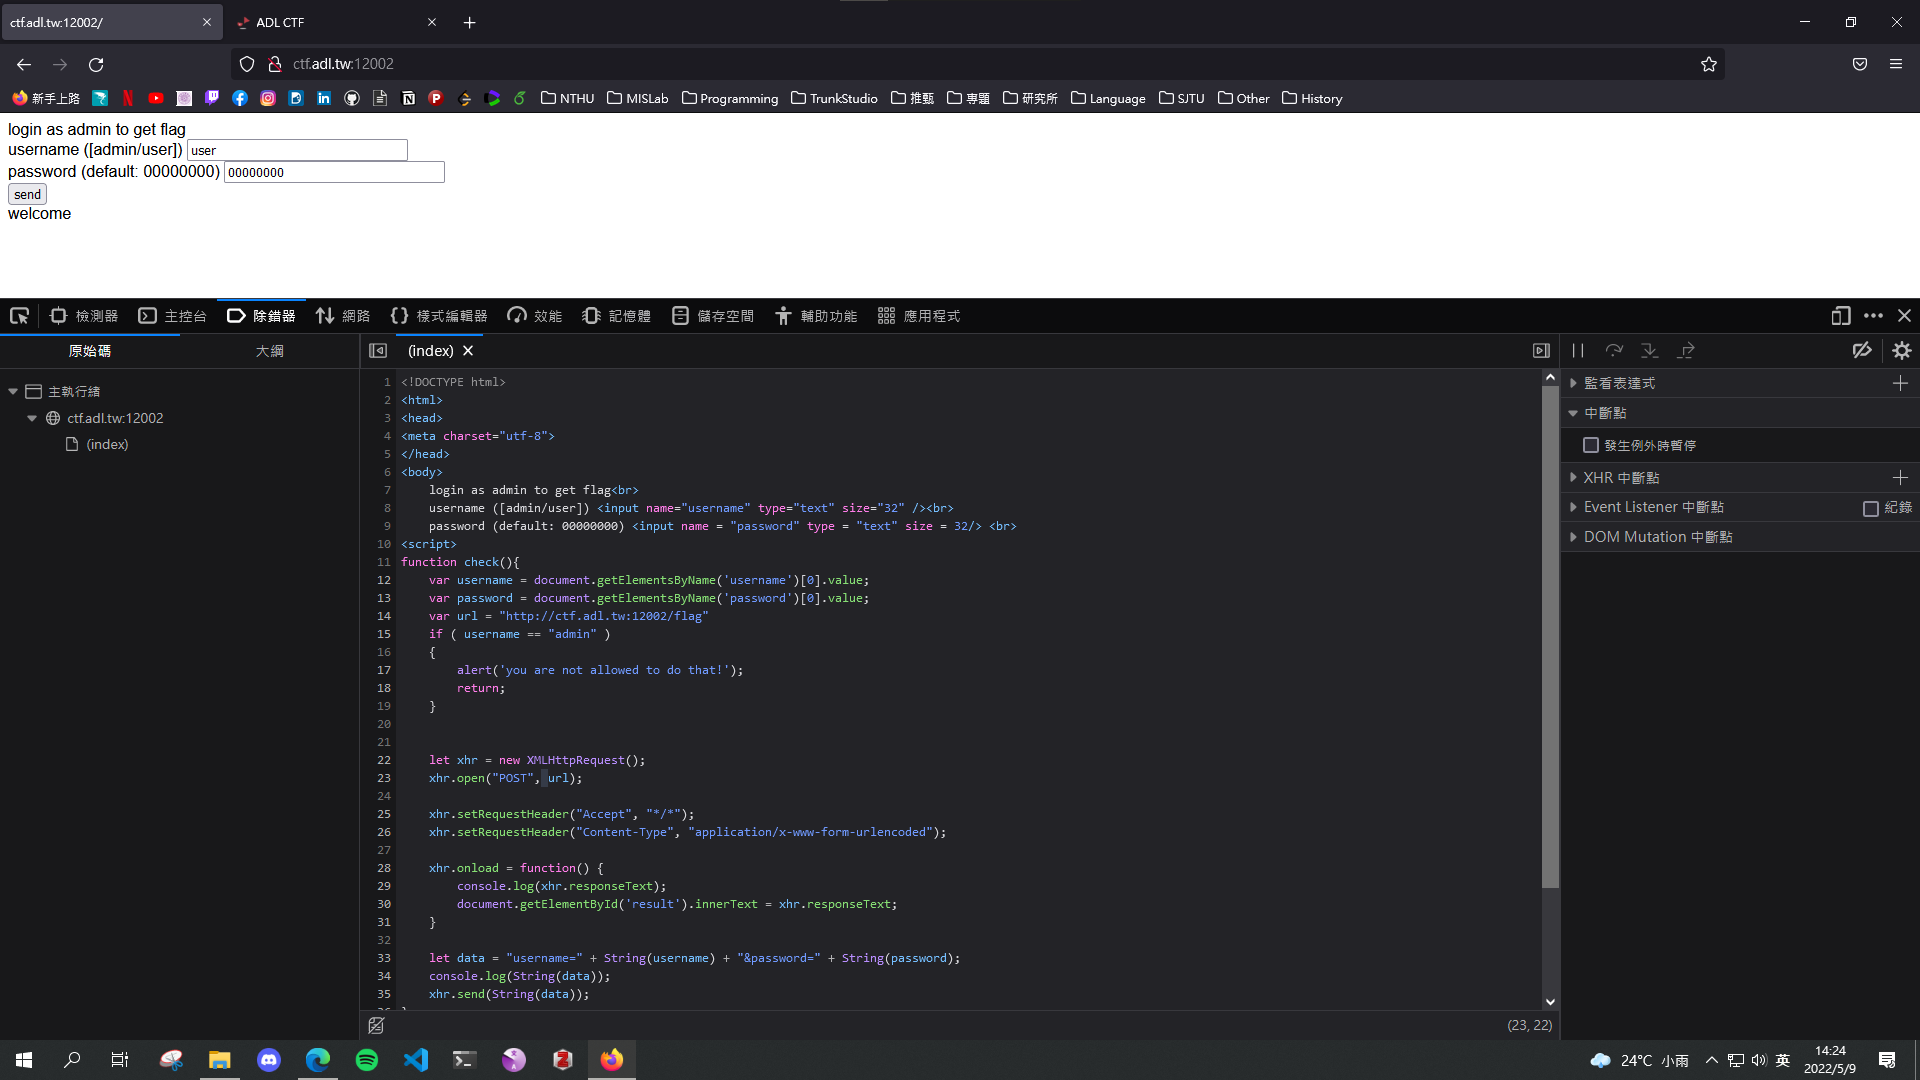 ctf.adl.tw:12002/
ADL CTF
ctf.adl.tw:12002
新手上路
NTHU
MISLab
Programming
TrunkStudio
推甄
專題
研究所
Language
SJTU
Other
History
login as admin to get flag
username ([admin/user]) user
password (default: 00000000) 00000000
send
welcome
檢測器
主控台
除錯器
網路
樣式編輯器
效能
記憶體
儲存空間
輔助功能
應用程式
原始碼
大綱
(index)
主執行緒
ctf.adl.tw:12002
(index)
1 <!DOCTYPE html>
2 <html>
3 <head>
4 <meta charset="utf-8">
5 </head>
6 <body>
7 login as admin to get flag<br>
8 username ([admin/user]) <input name="username" type="text" size="32" /><br>
9 password (default: 00000000) <input name = "password" type = "text" size = 32/> <br>
10 <script>
11 function check(){
12 var username = document.getElementsByName('username')[0].value;
13 var password = document.getElementsByName('password')[0].value;
14 var url = "http://ctf.adl.tw:12002/flag"
15 if ( username == "admin" )
16 {
17 alert('you are not allowed to do that!');
18 return;
19 }
20
21
22 let xhr = new XMLHttpRequest();
23 xhr.open("POST", url);
24
25 xhr.setRequestHeader("Accept", "*/*");
26 xhr.setRequestHeader("Content-Type", "application/x-www-form-urlencoded");
27
28 xhr.onload = function() {
29 console.log(xhr.responseText);
30 document.getElementById('result').innerText = xhr.responseText;
31 }
32
33 let data = "username=" + String(username) + "&password=" + String(password);
34 console.log(String(data));
35 xhr.send(String(data));
(23, 22)
監看表達式
中斷點
發生例外時暫停
XHR 中斷點
Event Listener 中斷點
紀錄
DOM Mutation 中斷點
24°C 小雨
英
14:24
2022/5/9